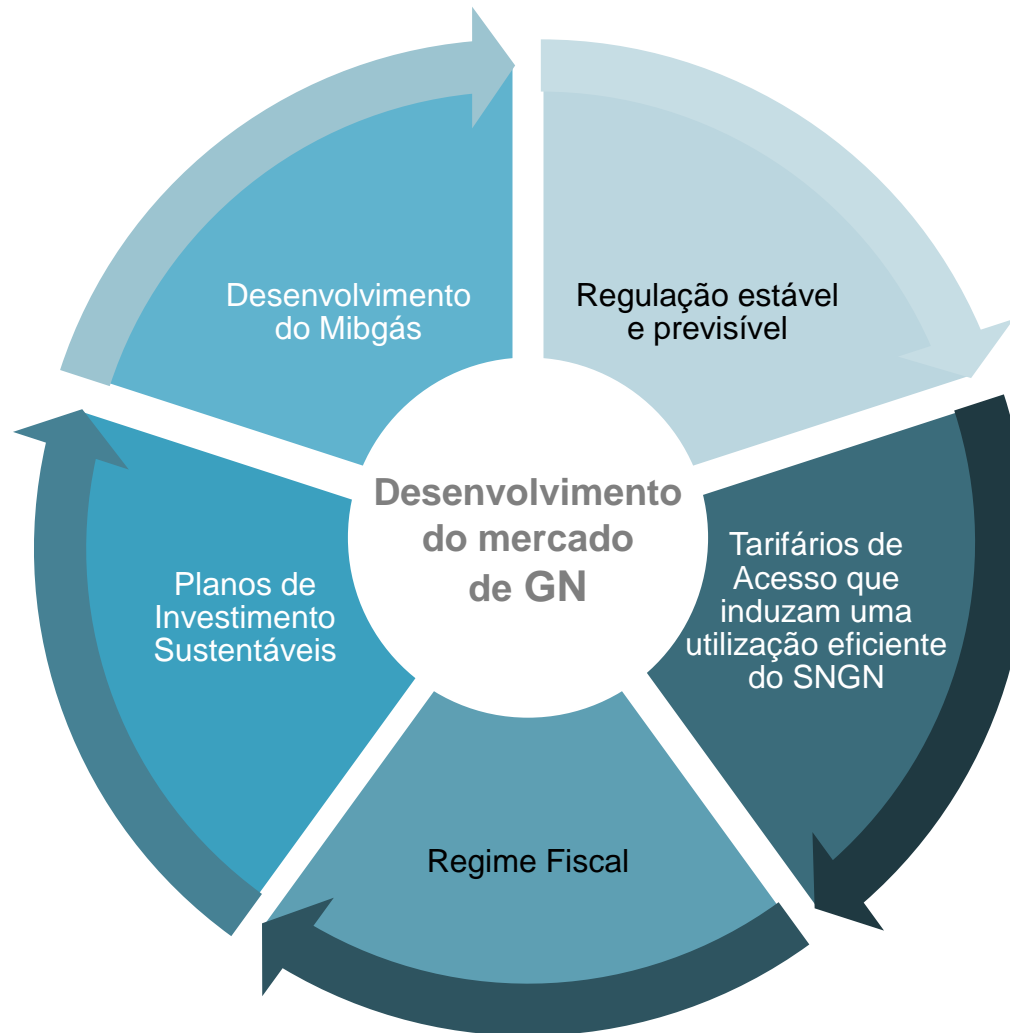 Desenvolvimento
do Mibgás
Regulação estável
e previsível
Desenvolvimento
do mercado
de GN
Tarifários de
Acesso que
induzam uma
utilização eficiente
do SNGN
Planos de
Investimento
Sustentáveis
Regime Fiscal